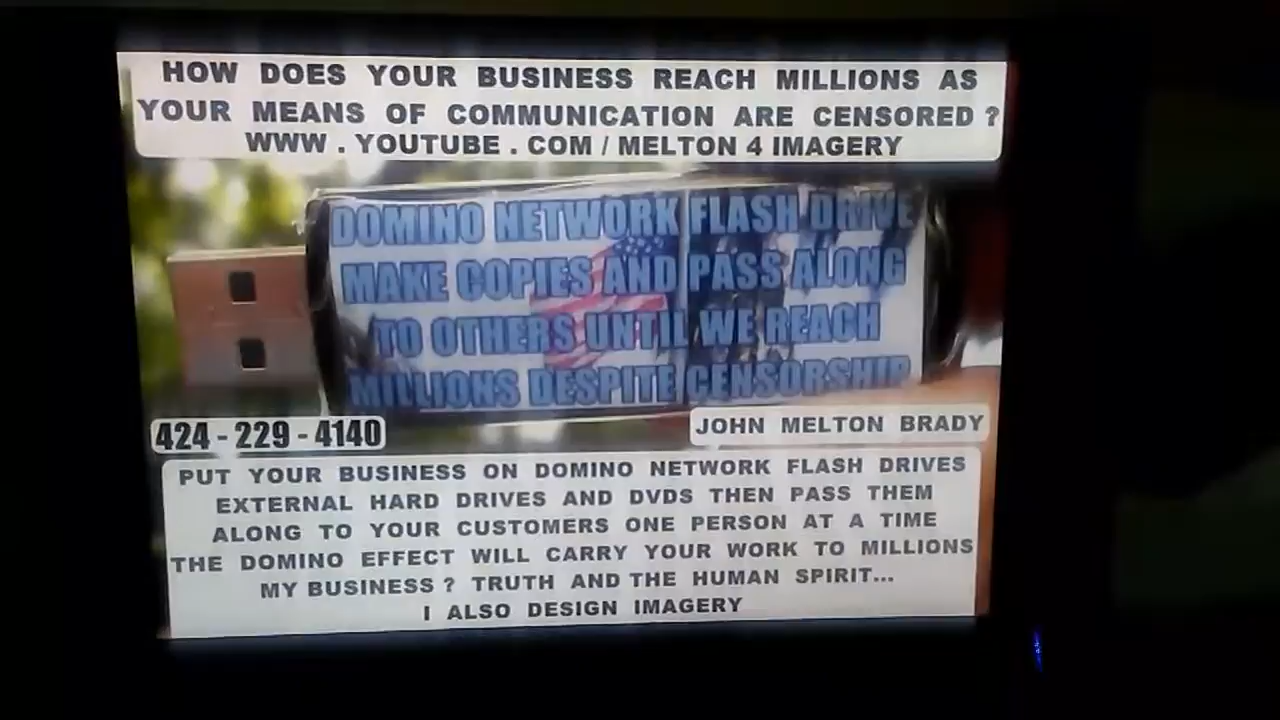 HOW DOES YOUR BUSINESS REACH MILLIONS AS
YOUR MEANS OF COMMUNICATION ARE CENSORED ?
WWW . YOUTUBE . COM / MELTON 4 IMAGERY
DOMINO NETWORK FLASH DRIVE
MAKE COPIES AND PASS ALONG
TO OTHERS UNTIL WE REACH
MILLIONS DESPITE CENSORSHIP
424 - 229 - 4140
JOHN MELTON BRADY
PUT YOUR BUSINESS ON DOMINO NETWORK FLASH DRIVES
EXTERNAL HARD DRIVES AND DVDS THEN PASS THEM
ALONG TO YOUR CUSTOMERS ONE PERSON AT A TIME
THE DOMINO EFFECT WILL CARRY YOUR WORK TO MILLIONS
MY BUSINESS ? TRUTH AND THE HUMAN SPIRIT...
I ALSO DESIGN IMAGERY